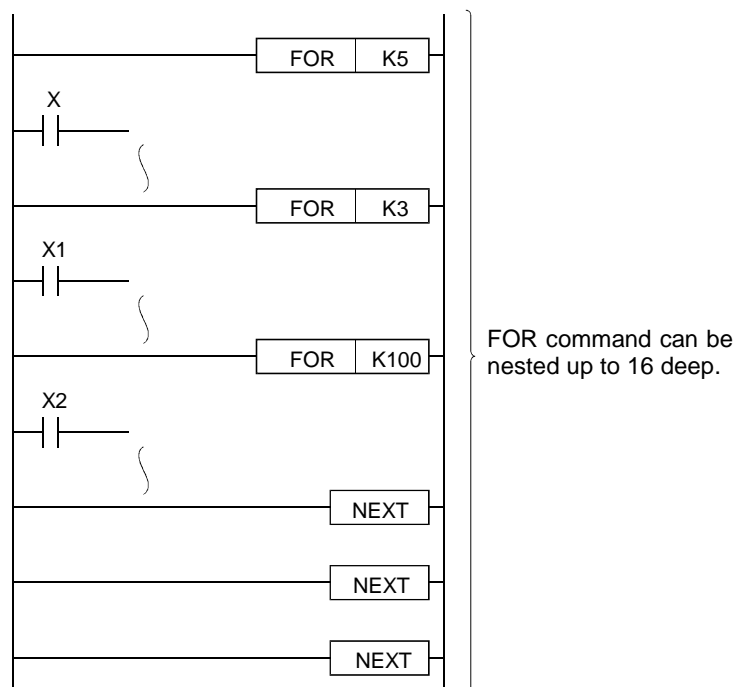 FOR K5
X
FOR K3
X1
FOR command can be
nested up to 16 deep.
FOR K100
X2
NEXT
NEXT
NEXT